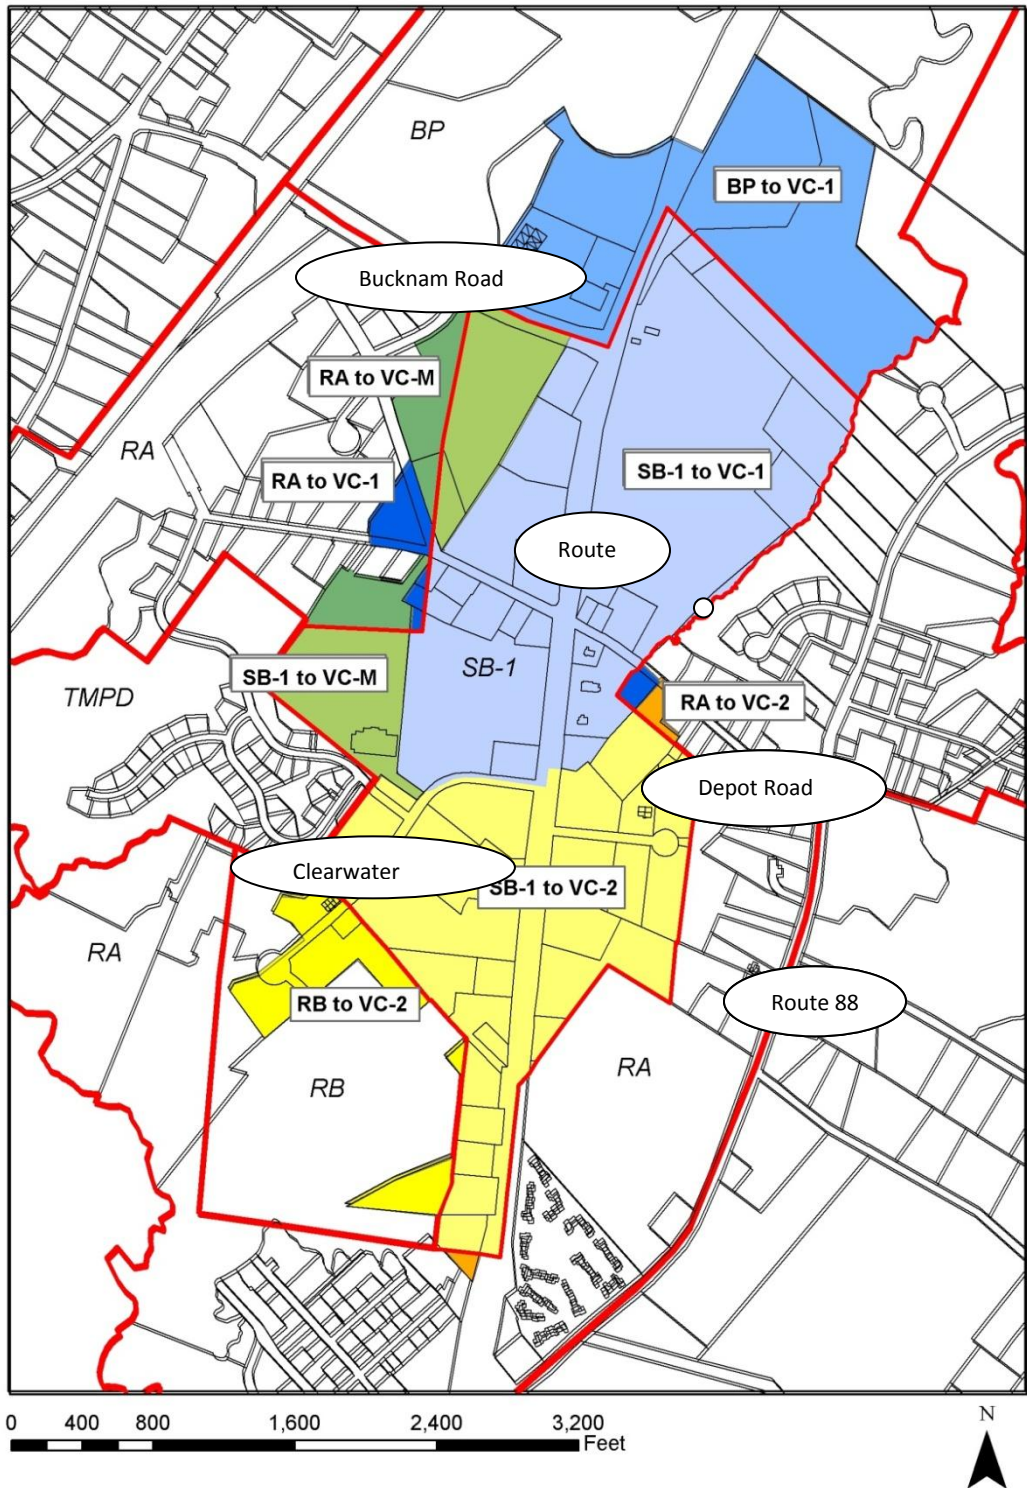 BP
BP to VC-1
Bucknam Road
RA to VC-M
RA
RA to VC-1
SB-1 to VC-1
Route
SB-1
SB-1 to VC-M
TMPD
RA to VC-2
Depot Road
Clearwater
SB-1 to VC-2
RA
RB to VC-2
Route 88
RB
RA
0 400 800 1,600 2,400 3,200
Feet
N